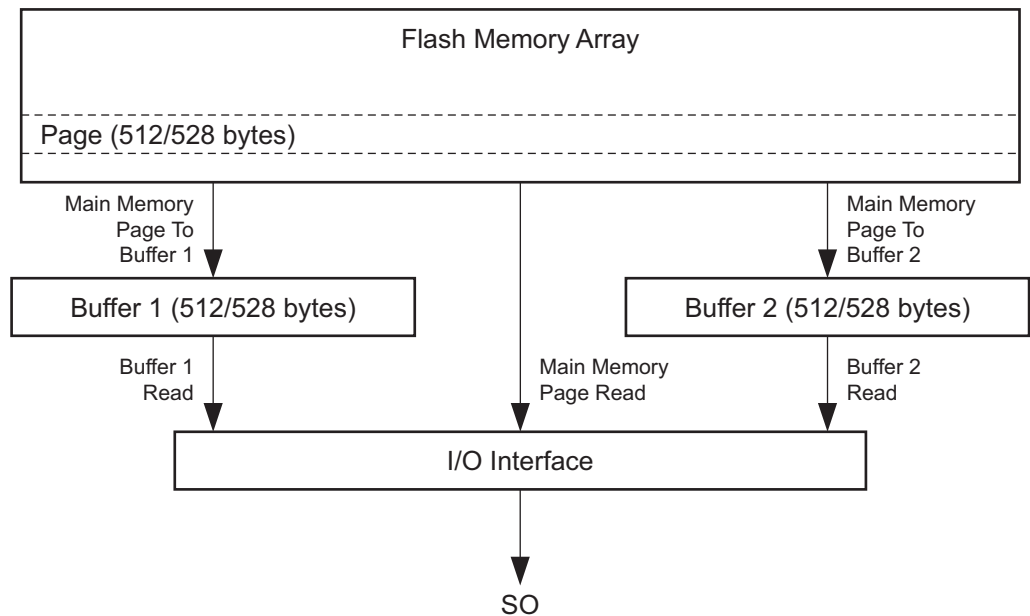 Flash Memory Array
Page (512/528 bytes)
Main Memory
Page To
Buffer 1
Main Memory
Page To
Buffer 2
Buffer 1 (512/528 bytes)
Buffer 2 (512/528 bytes)
Buffer 1
Read
Main Memory
Page Read
Buffer 2
Read
I/O Interface
SO